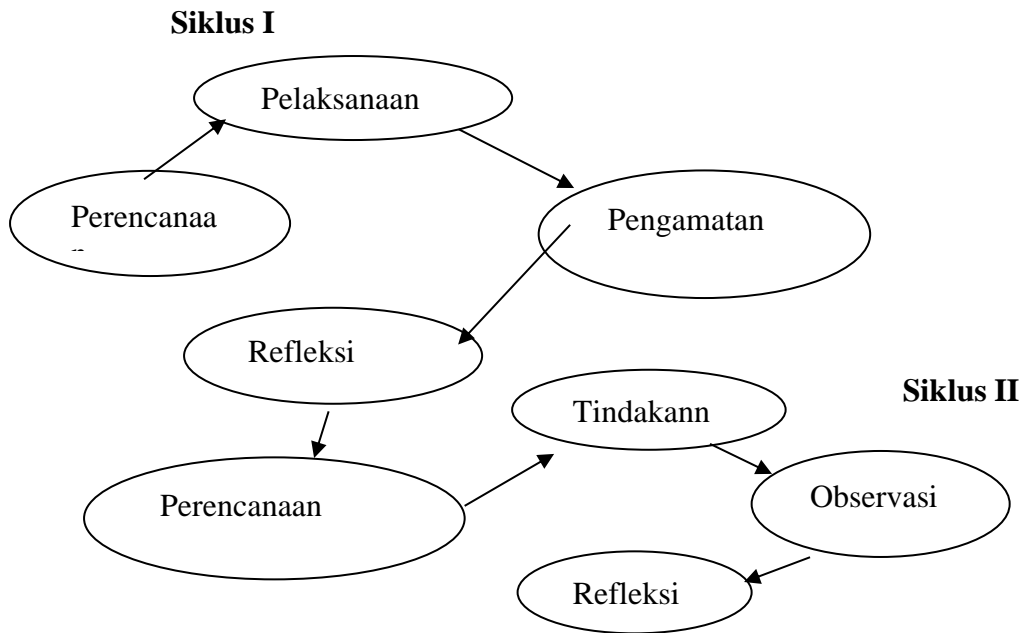 Siklus I
Pelaksanaan
Perencanaa
Pengamatan
Refleksi
Siklus II
Tindakann
Perencanaan
Observasi
Refleksi